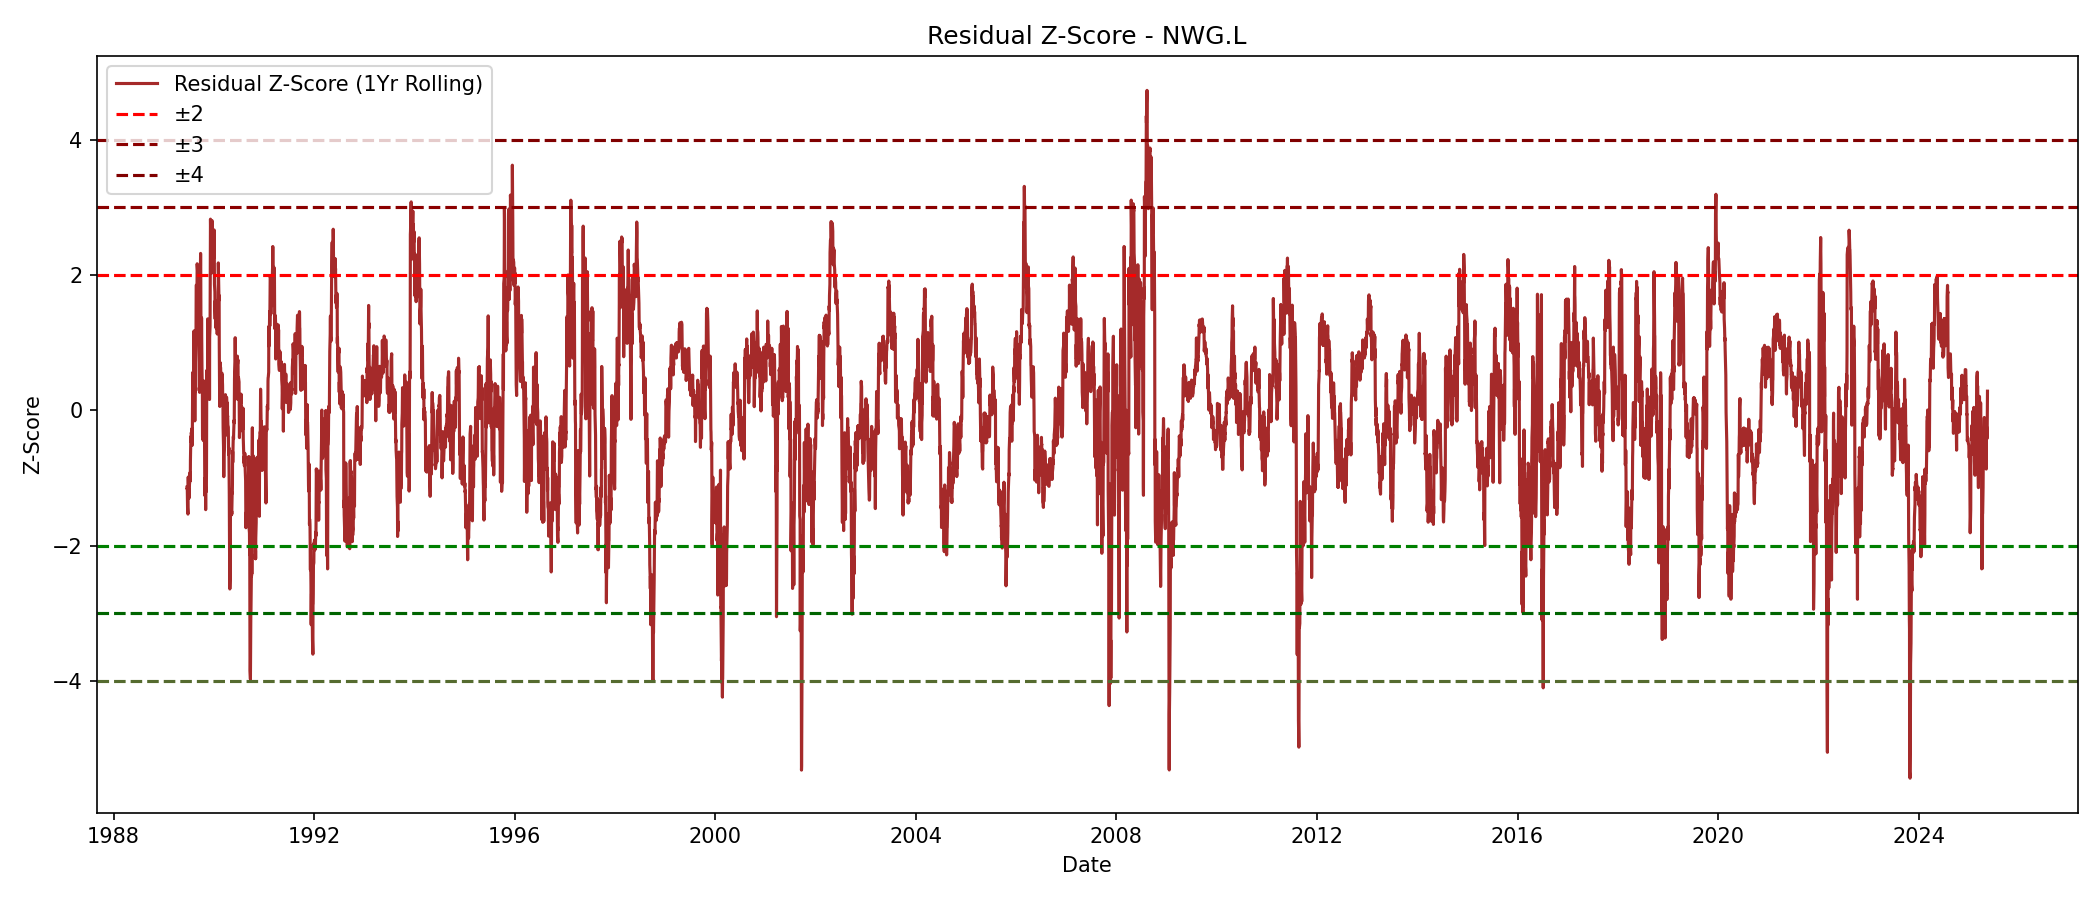 Residual Z-Score - NWG.L
Residual Z-Score (1Yr Rolling)
±2
±3
±4
4
2
0
−2
−4
Z-Score
1988 1992 1996 2000 2004 2008 2012 2016 2020 2024
Date